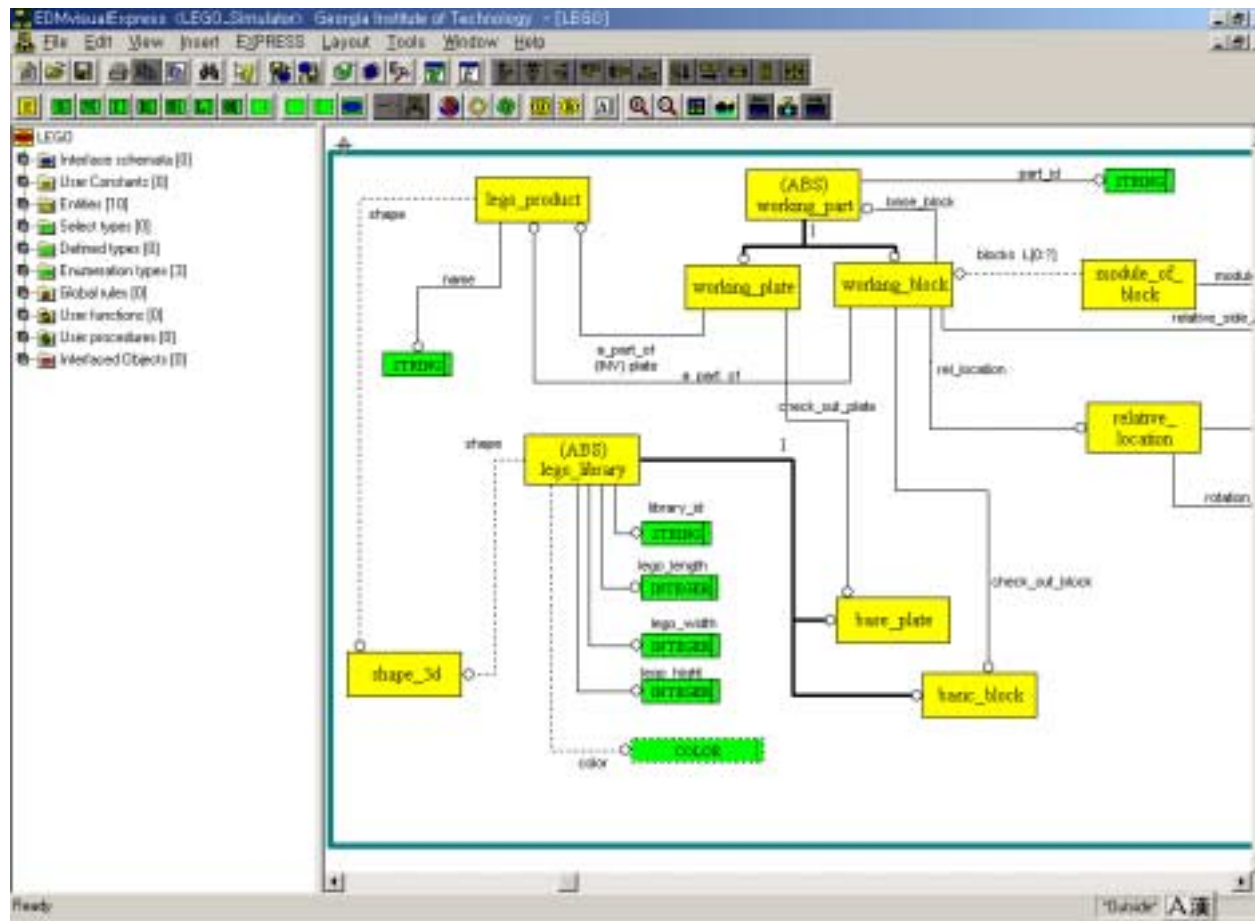 EDMvisualExpress (LEGO_Simulator) Georgia Institute of Technology - [LEGO]
File Edit View Insert EXPRESS Layout Tools Window Help
LEGO
Interface schemata [0]
User Constants [0]
Entities [10]
Select types [0]
Defined types [0]
Enumeration types [3]
Global rules [0]
User functions [0]
User procedures [0]
Interfaced Objects [0]
lego_product
(ABS)
working_part
part_id
STRING
shape
base_block
1
name
working_plate
working_block
blocks L[0:?]
module_of_
block
modul
relative_side_
STRING
a_part_of
(INV) plate
a_part_of
rel_location
check_out_plate
relative_
location
shape
(ABS)
lego_library
1
rotation
library_id
STRING
lego_length
INTEGER
check_out_block
lego_width
INTEGER
base_plate
lego_hight
INTEGER
shape_3d
basic_block
COLOR
color
Ready
"Outside" A 漢